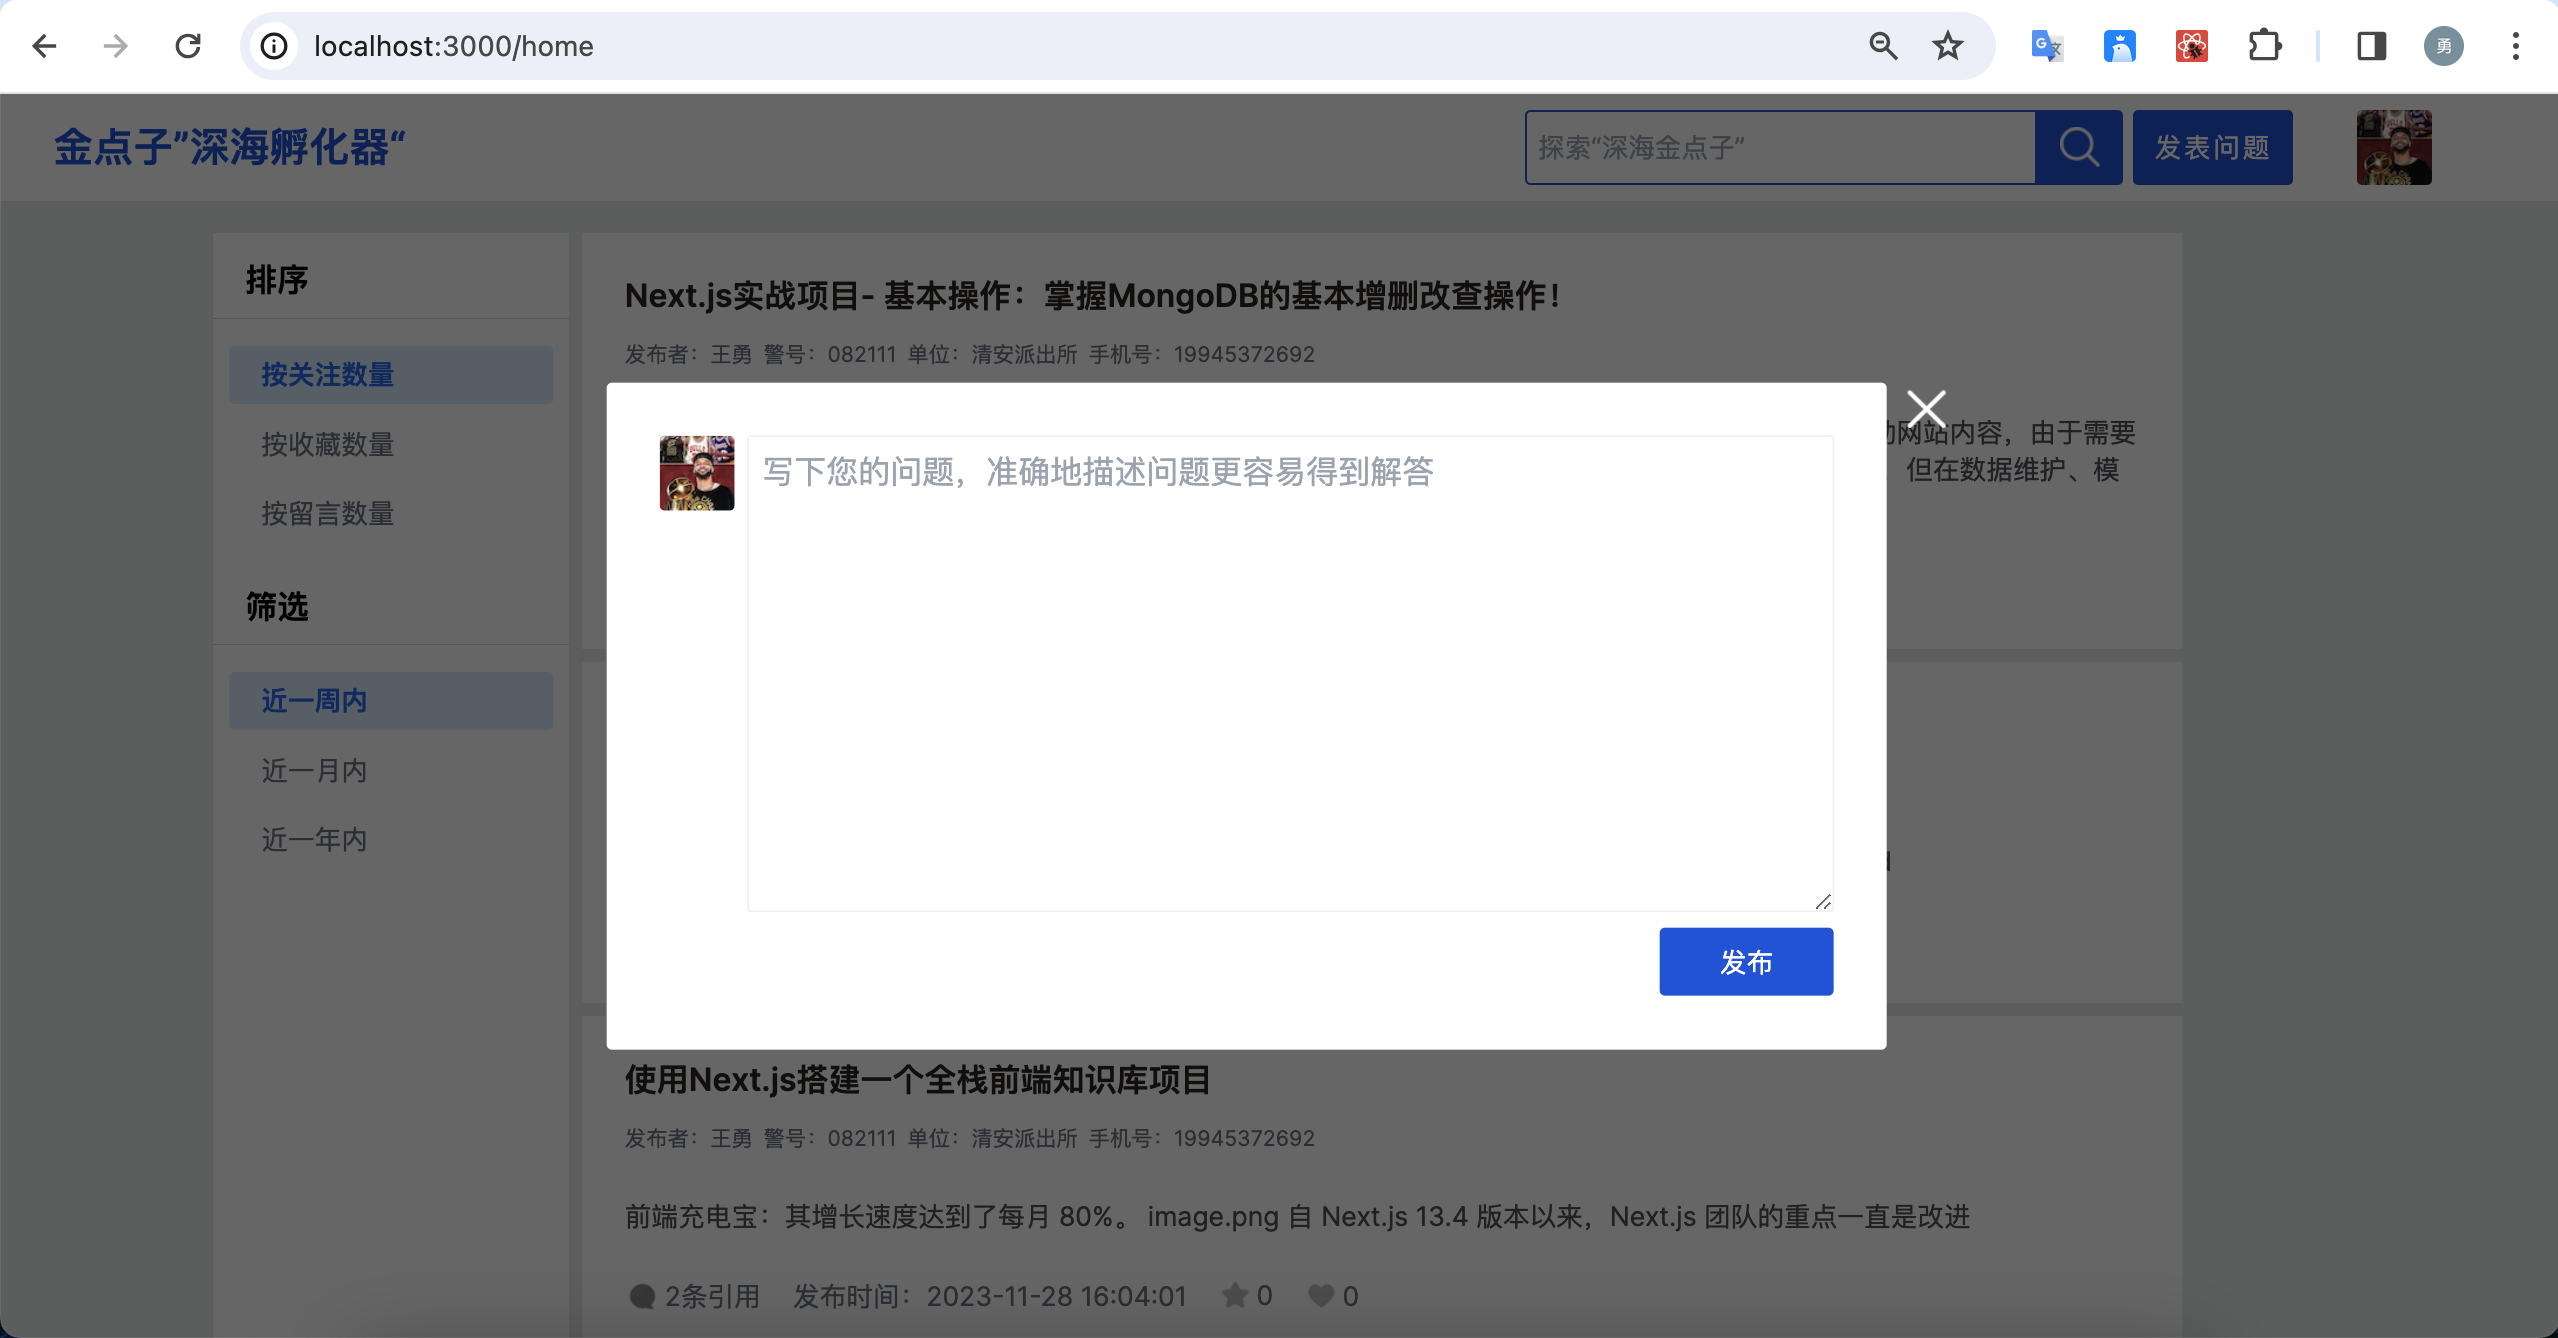 localhost:3000/home
勇
金点子”深海孵化器“
探索“深海金点子”
发表问题
排序
按关注数量
按收藏数量
按留言数量
筛选
近一周内
近一月内
近一年内
Next.js实战项目- 基本操作：掌握MongoDB的基本增删改查操作！
发布者：王勇 警号：082111 单位：清安派出所 手机号：19945372692
网站内容，由于需要
但在数据维护、模
写下您的问题，准确地描述问题更容易得到解答
发布
使用Next.js搭建一个全栈前端知识库项目
发布者：王勇 警号：082111 单位：清安派出所 手机号：19945372692
前端充电宝：其增长速度达到了每月 80%。 image.png 自 Next.js 13.4 版本以来，Next.js 团队的重点一直是改进
2条引用 发布时间：2023-11-28 16:04:01 0 0